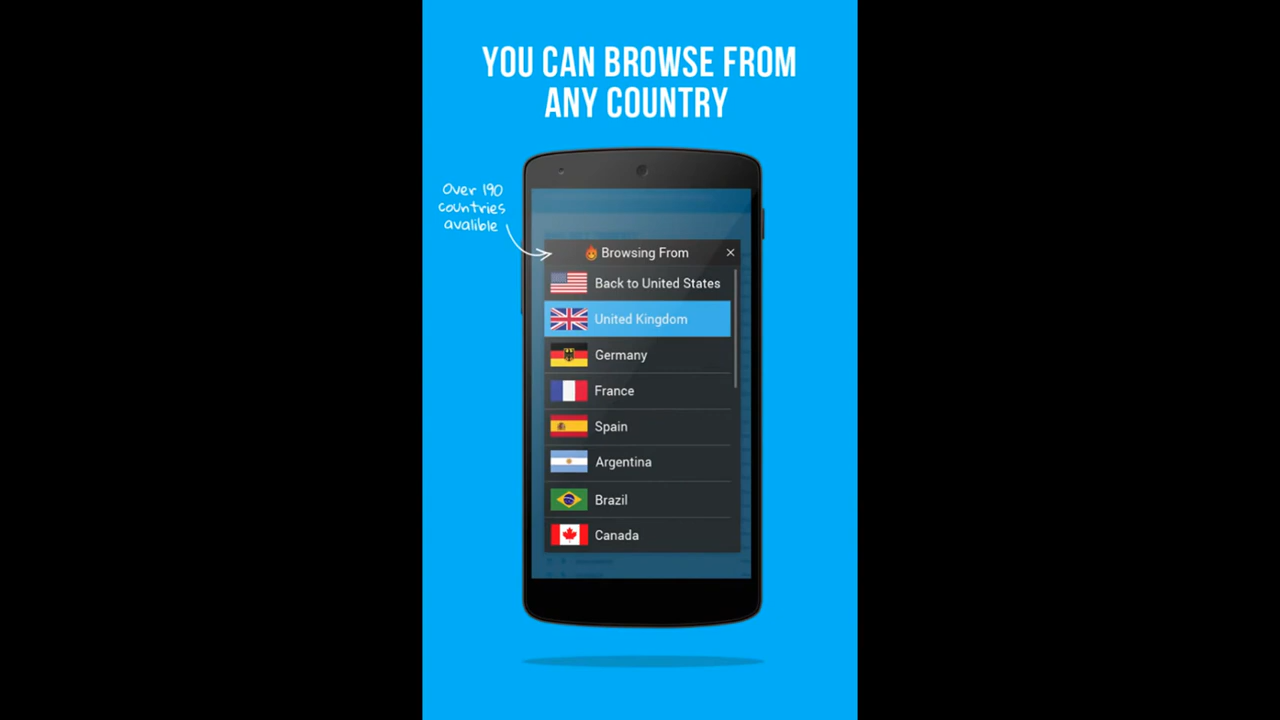 YOU CAN BROWSE FROM
ANY COUNTRY
Over 190
countries
avalible
Browsing From
Back to United States
United Kingdom
Germany
France
Spain
Argentina
Brazil
Canada